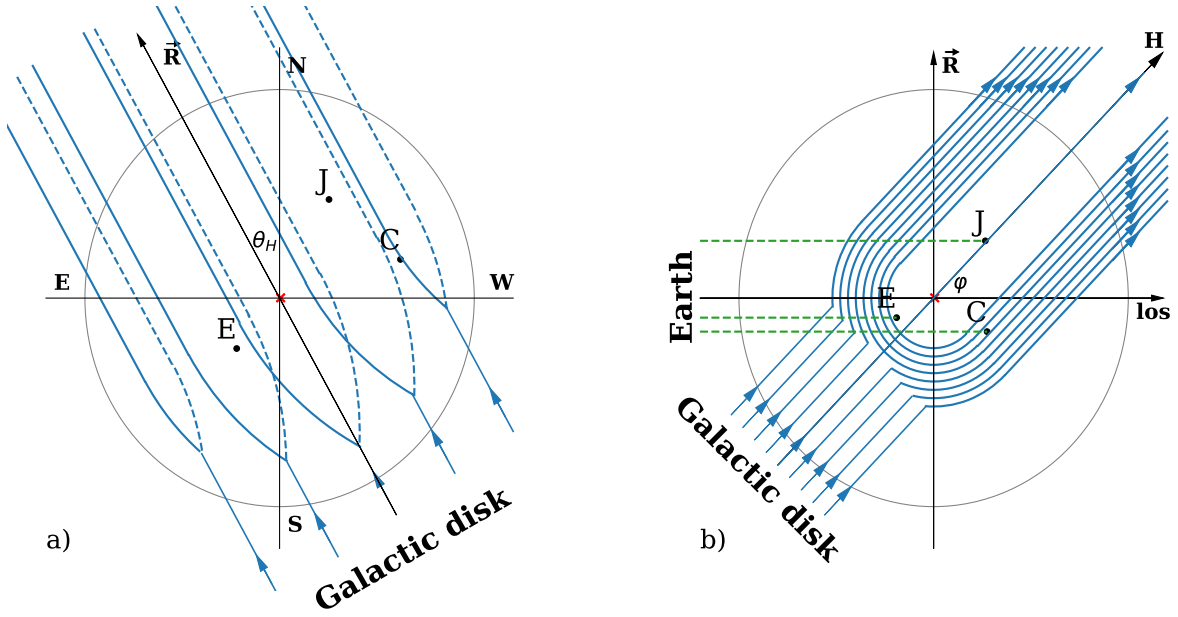 R⃗
N
J
θ_H
C
E
W
E
S
Galactic disk
a)
H
R⃗
J
φ
E
C
los
Earth
Galactic disk
b)